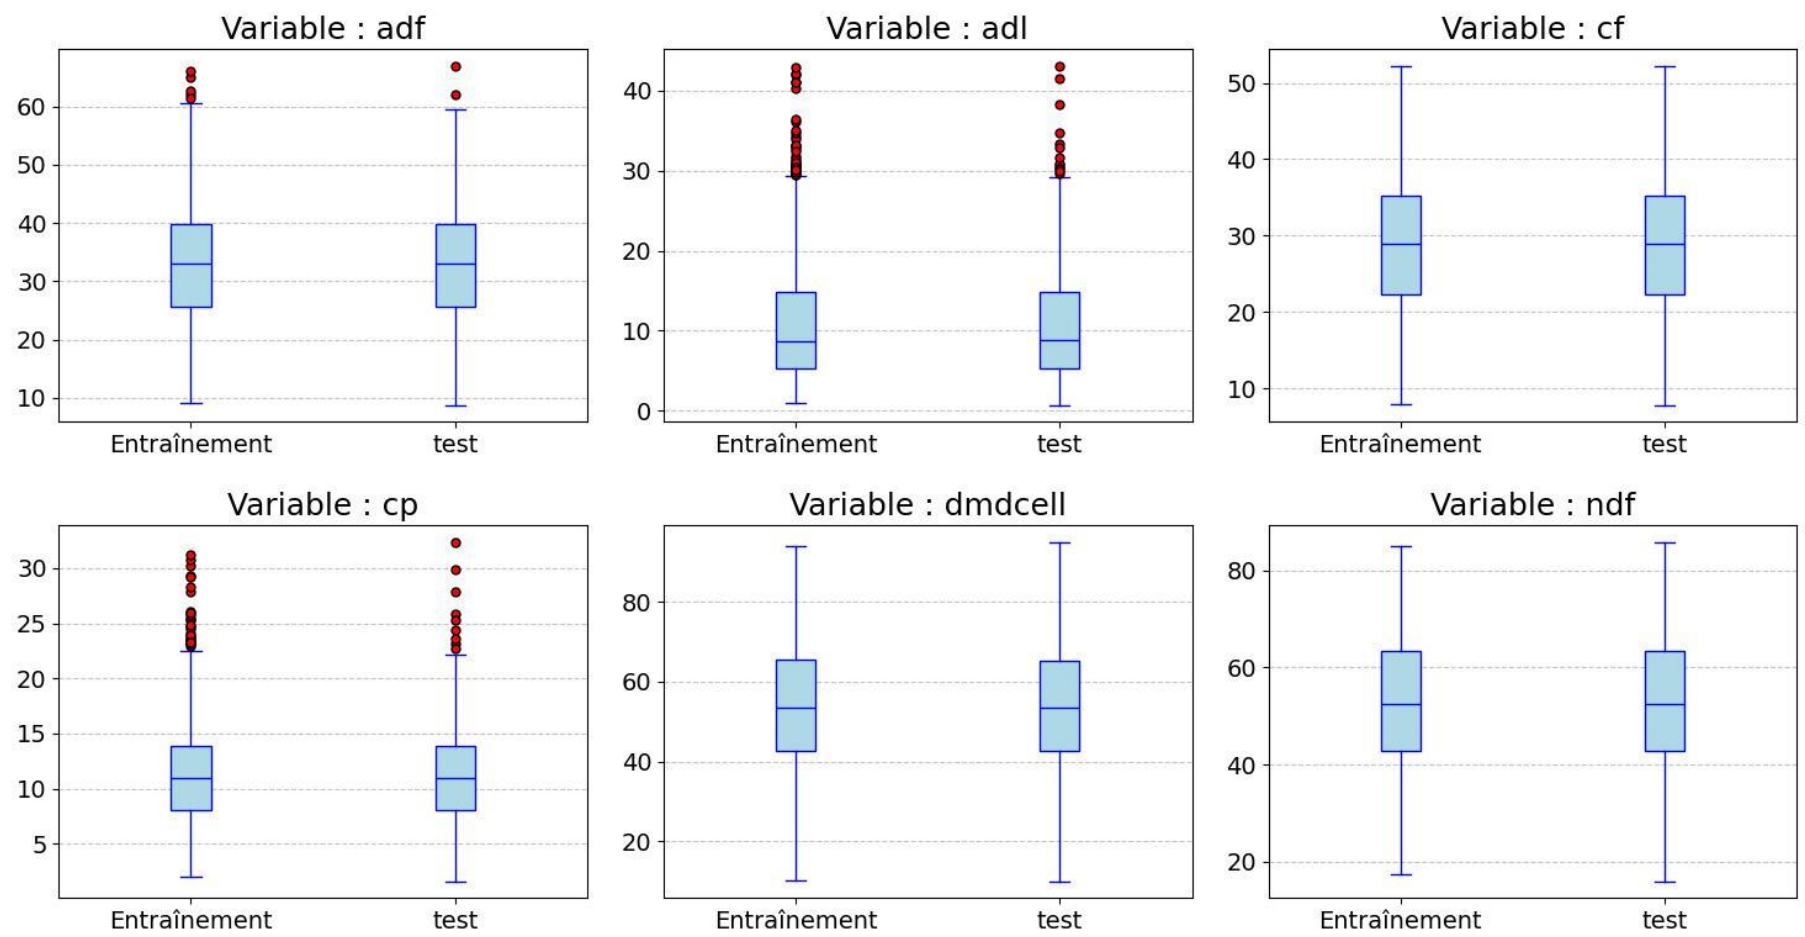 Variable : adf
60
50
40
30
20
10
Entraînement test
Variable : adl
40
30
20
10
0
Entraînement test
Variable : cf
50
40
30
20
10
Entraînement test
Variable : cp
30
25
20
15
10
5
Entraînement test
Variable : dmdcell
80
60
40
20
Entraînement test
Variable : ndf
80
60
40
20
Entraînement test